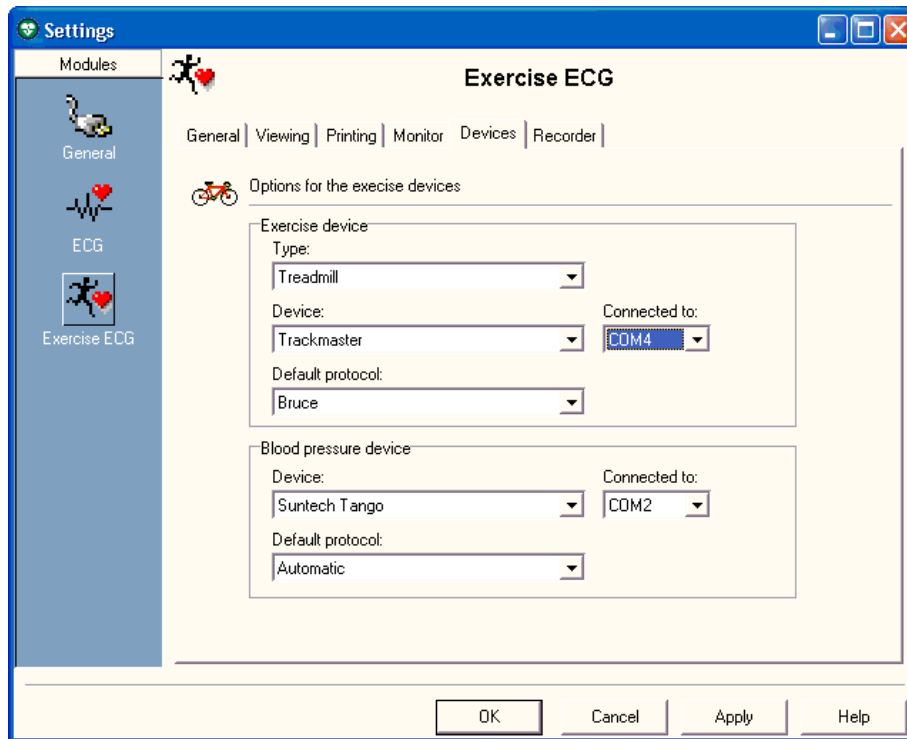 Settings
Modules
General
ECG
Exercise ECG
Exercise ECG
General Viewing Printing Monitor Devices Recorder
Options for the execise devices
Exercise device
Type:
Treadmill
Device: Connected to:
Trackmaster COM4
Default protocol:
Bruce
Blood pressure device
Device: Connected to:
Suntech Tango COM2
Default protocol:
Automatic
OK Cancel Apply Help